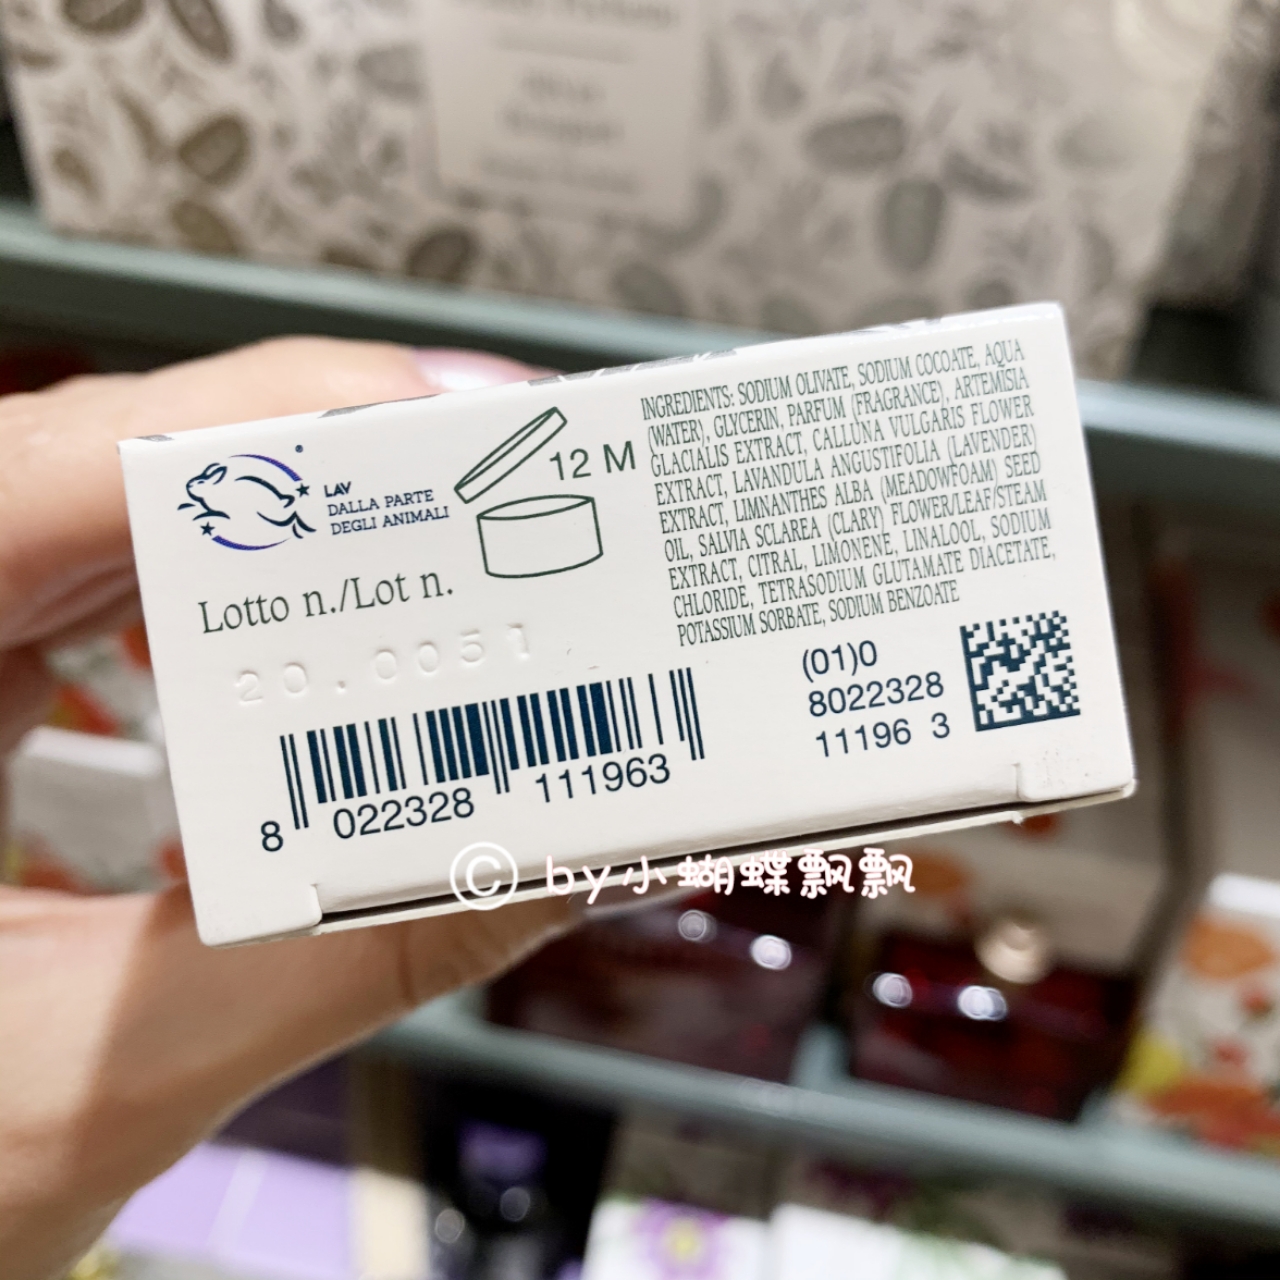 LAV
DALLA PARTE
DEGLI ANIMALI
12 M
Lotto n./Lot n.
20.0051
8 022328 111963
INGREDIENTS: SODIUM OLIVATE, SODIUM COCOATE, AQUA
(WATER), GLYCERIN, PARFUM (FRAGRANCE), ARTEMISIA
GLACIALIS EXTRACT, CALLUNA VULGARIS FLOWER
EXTRACT, LAVANDULA ANGUSTIFOLIA (LAVENDER)
EXTRACT, LIMNANTHES ALBA (MEADOWFOAM) SEED
OIL, SALVIA SCLAREA (CLARY) FLOWER/LEAF/STEAM
EXTRACT, CITRAL, LIMONENE, LINALOOL, SODIUM
CHLORIDE, TETRASODIUM GLUTAMATE DIACETATE,
POTASSIUM SORBATE, SODIUM BENZOATE
(01)0
8022328
11196 3
© by小蝴蝶飘飘